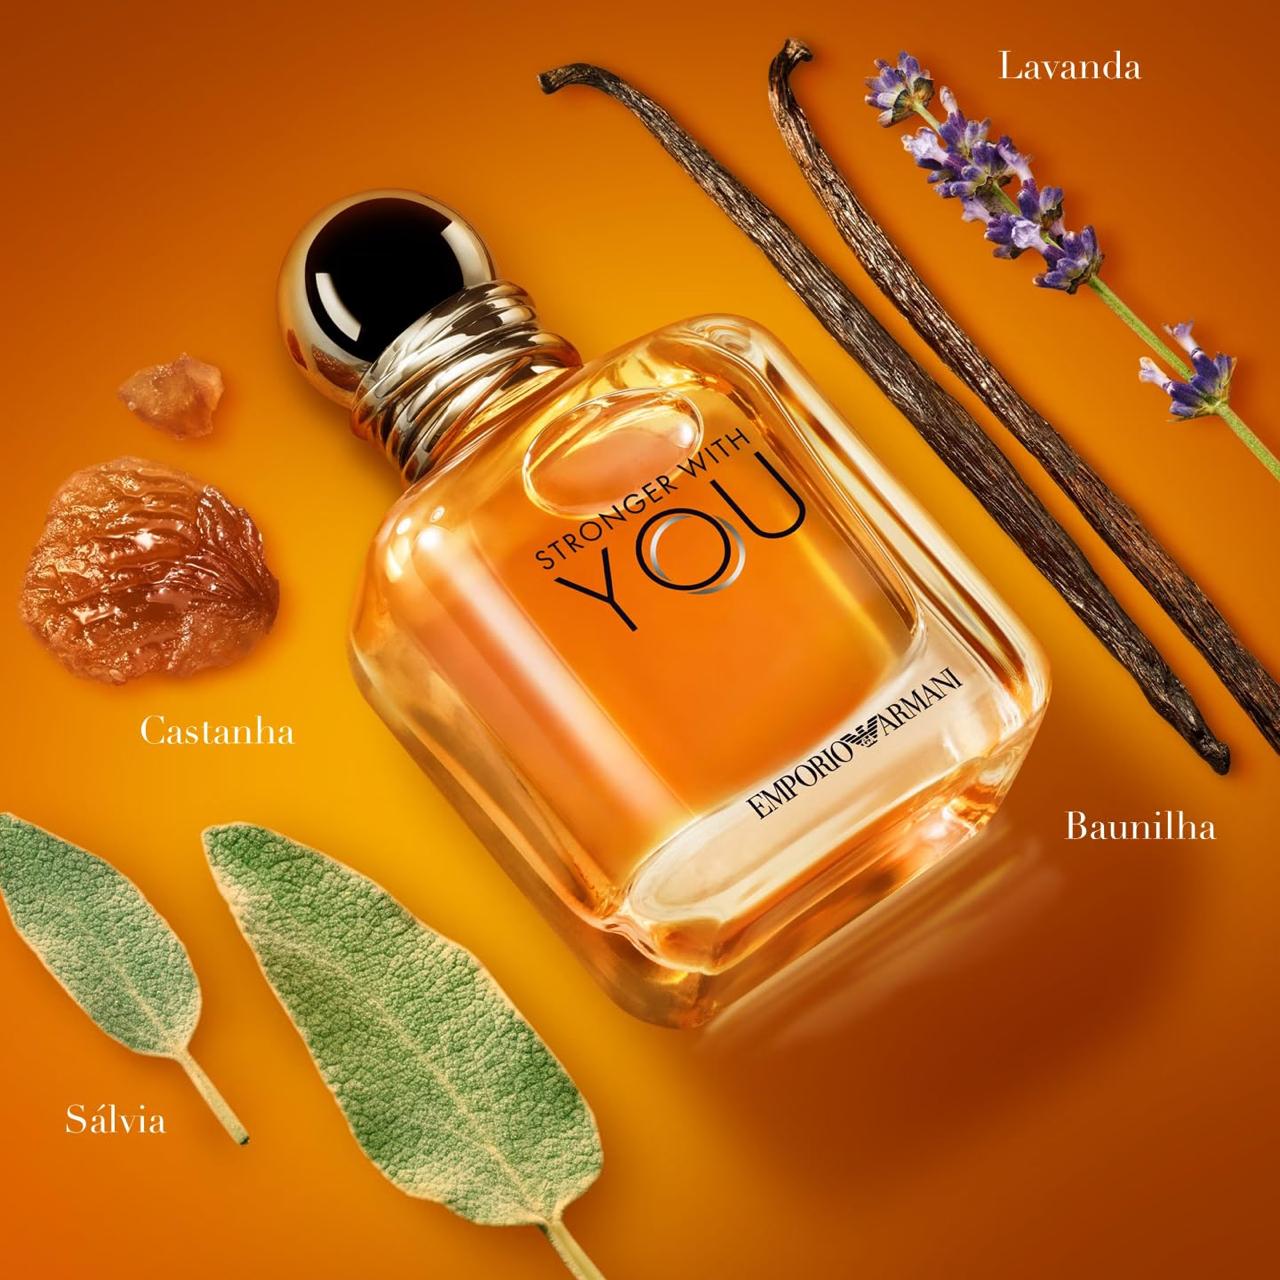 Lavanda
STRONGER WITH
YOU
EMPORIO ARMANI
Castanha
Baunilha
Sálvia